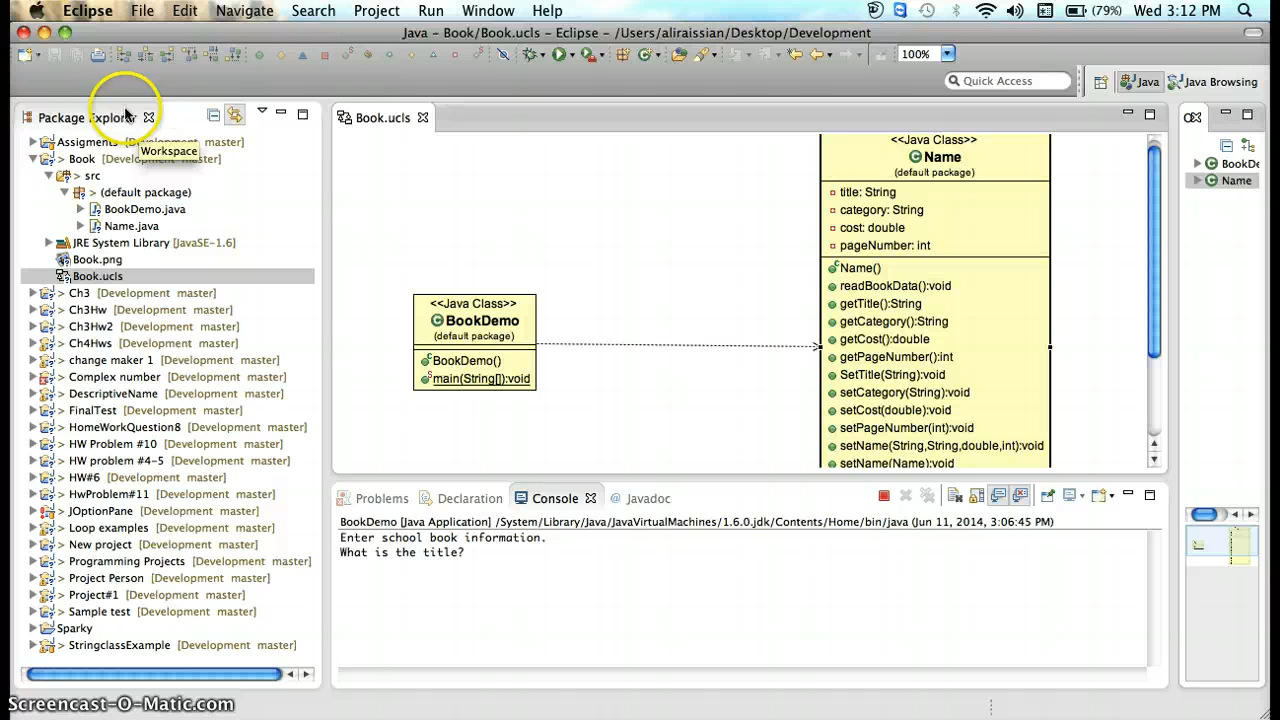 Eclipse File Edit Navigate Search Project Run Window Help (79%) Wed 3:12 PM
Java - Book/Book.ucls - Eclipse - /Users/aliraissian/Desktop/Development
100%
Quick Access Java Java Browsing
Package Explorer
Workspace
Assigments [Development master]
> Book [Development master]
> src
> (default package)
BookDemo.java
Name.java
JRE System Library [JavaSE-1.6]
Book.png
Book.ucls
> Ch3 [Development master]
> Ch3Hw [Development master]
> Ch3Hw2 [Development master]
> Ch4Hws [Development master]
> change maker 1 [Development master]
> Complex number [Development master]
> DescriptiveName [Development master]
> FinalTest [Development master]
> HomeWorkQuestion8 [Development master]
> HW Problem #10 [Development master]
> HW problem #4-5 [Development master]
> HW#6 [Development master]
> HwProblem#11 [Development master]
> JOptionPane [Development master]
> Loop examples [Development master]
> New project [Development master]
> Programming Projects [Development master]
> Project Person [Development master]
> Project#1 [Development master]
> Sample test [Development master]
> Sparky
> StringclassExample [Development master]
Book.ucls
<<Java Class>>
BookDemo
(default package)
BookDemo()
main(String[]):void
<<Java Class>>
Name
(default package)
title: String
category: String
cost: double
pageNumber: int
Name()
readBookData():void
getTitle():String
getCategory():String
getCost():double
getPageNumber():int
SetTitle(String):void
setCategory(String):void
setCost(double):void
setPageNumber(int):void
setName(String,String,double,int):void
setName(Name):void
BookDe
Name
Problems @ Declaration Console @ Javadoc
BookDemo [Java Application] /System/Library/Java/JavaVirtualMachines/1.6.0.jdk/Contents/Home/bin/java (Jun 11, 2014, 3:06:45 PM)
Enter school book information.
What is the title?
Screencast-O-Matic.com